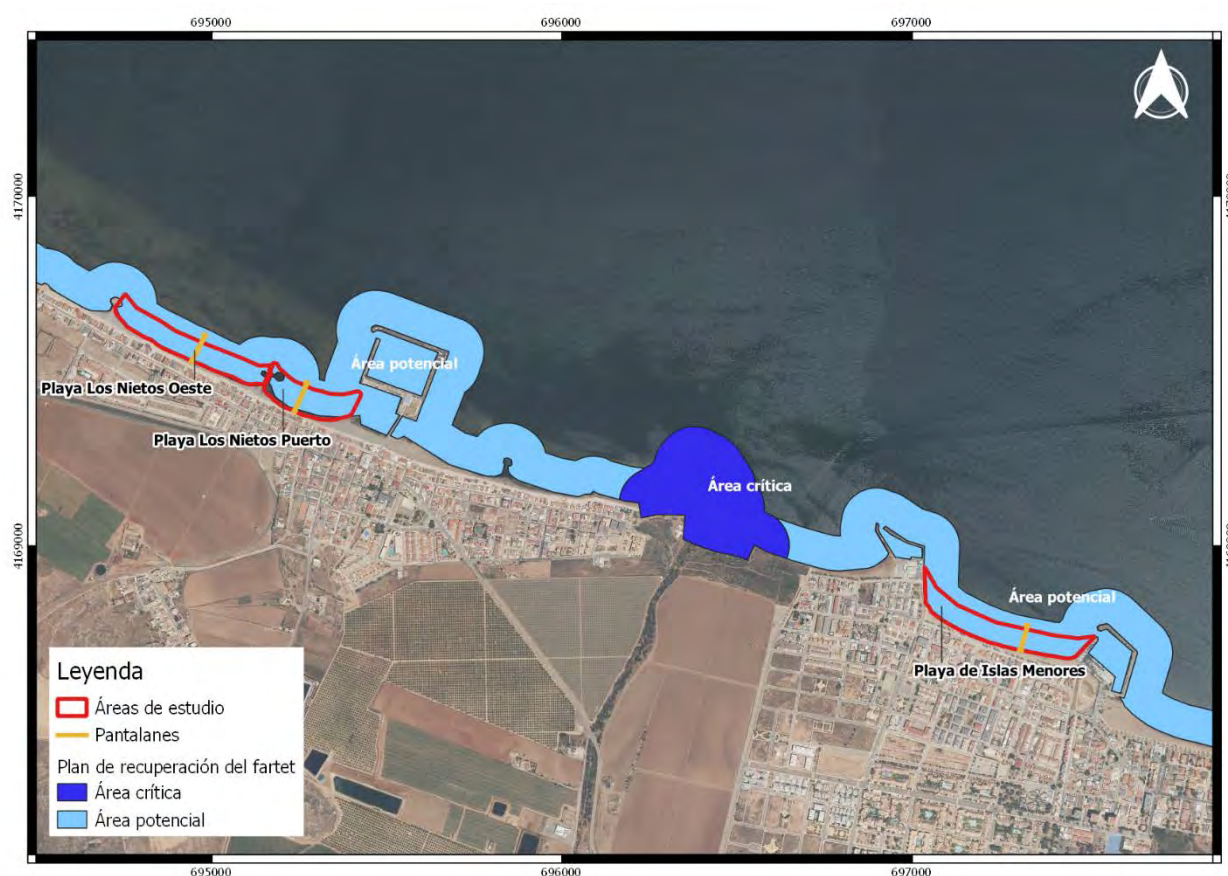 695000
696000
697000
4170000
4170000
Área potencial
Playa Los Nietos Oeste
Playa Los Nietos Puerto
Área crítica
4169000
4169000
Área potencial
Playa de Islas Menores
Leyenda
Áreas de estudio
Pantalanes
Plan de recuperación del fartet
Área crítica
Área potencial
695000
696000
697000